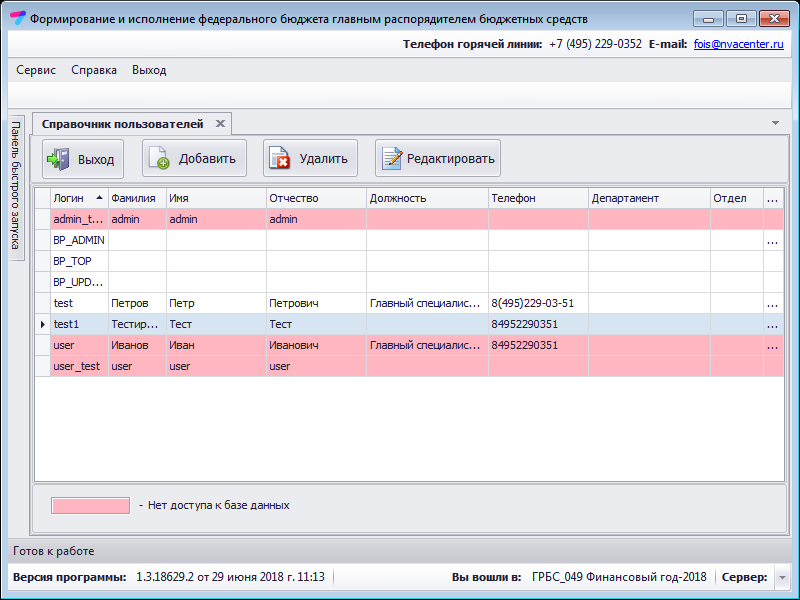 Формирование и исполнение федерального бюджета главным распорядителем бюджетных средств
Телефон горячей линии: +7 (495) 229-0352 E-mail: fois@nvacenter.ru
Сервис Справка Выход
Панель быстрого запуска
Справочник пользователей
Выход Добавить Удалить Редактировать
Логин Фамилия Имя Отчество Должность Телефон Департамент Отдел ...
admin_t... admin admin admin
BP_ADMIN ...
BP_TOP
BP_UPD...
test Петров Петр Петрович Главный специалис... 8(495)229-03-51 ...
test1 Тестир... Тест Тест 84952290351 ...
user Иванов Иван Иванович Главный специалис... 84952290351 ...
user_test user user user
- Нет доступа к базе данных
Готов к работе
Версия программы: 1.3.18629.2 от 29 июня 2018 г. 11:13 Вы вошли в: ГРБС_049 Финансовый год-2018 Сервер: